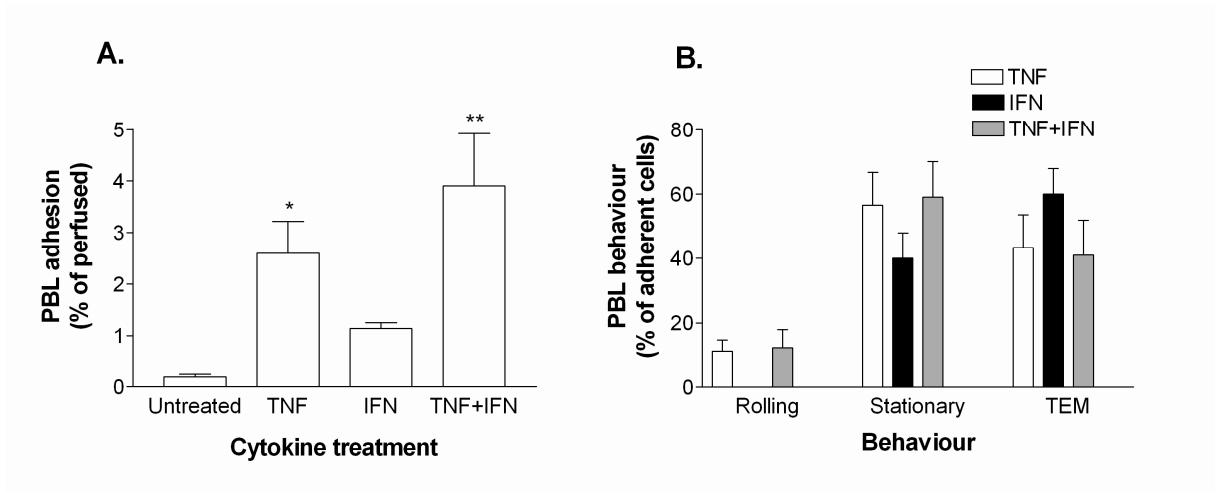 A.
PBL adhesion
(% of perfused)
5
4
3
2
1
0
*
**
Untreated TNF IFN TNF+IFN
Cytokine treatment
B.
TNF
IFN
TNF+IFN
PBL behaviour
(% of adherent cells)
80
60
40
20
0
Rolling Stationary TEM
Behaviour